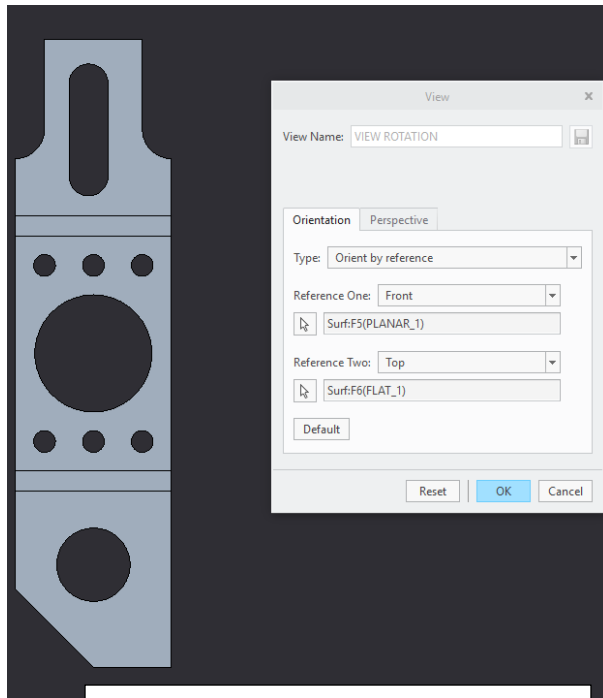 View
View Name: VIEW ROTATION
Orientation Perspective
Type: Orient by reference
Reference One: Front
Surf:F5(PLANAR_1)
Reference Two: Top
Surf:F6(FLAT_1)
Default
Reset OK Cancel